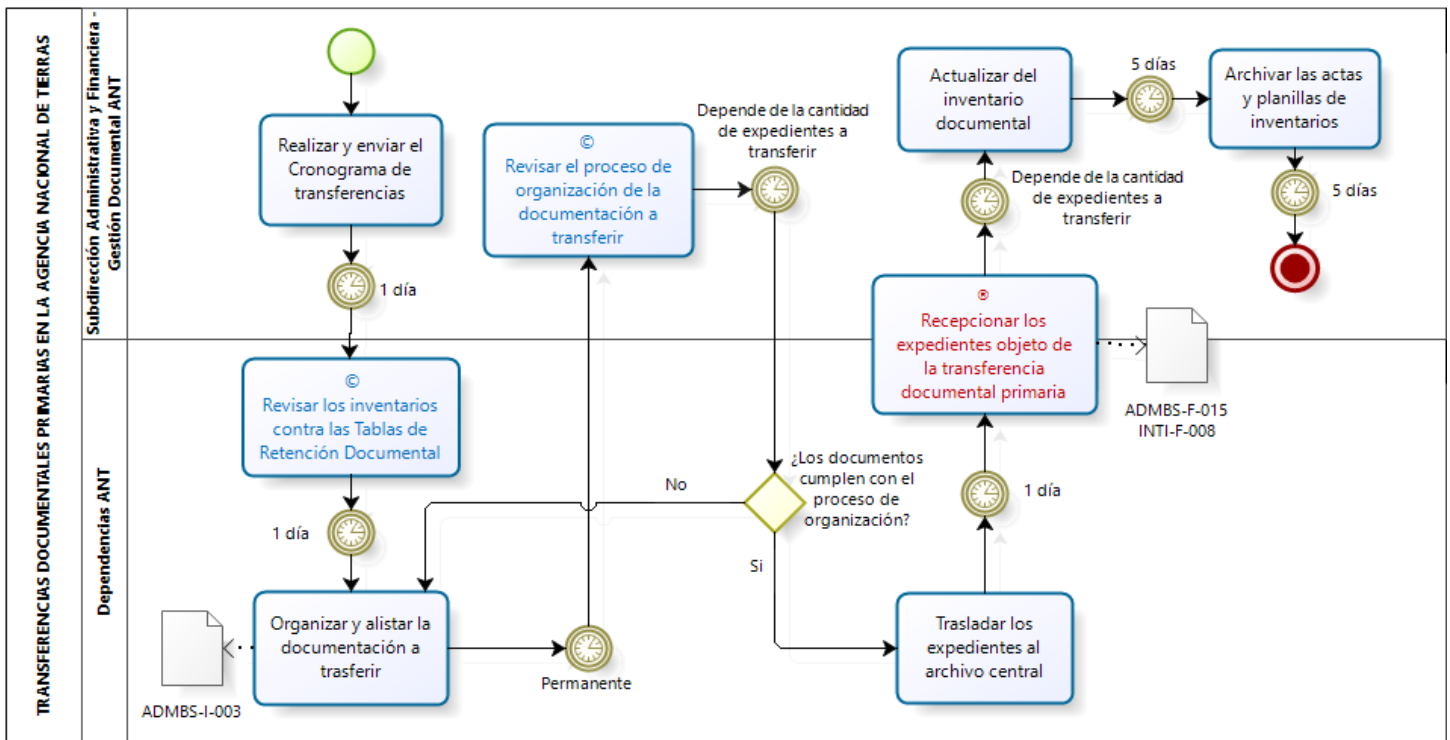 TRANSFERENCIAS DOCUMENTALES PRIMARIAS EN LA AGENCIA NACIONAL DE TIERRAS
Subdirección Administrativa y Financiera -
Gestión Documental ANT
Realizar y enviar el
Cronograma de
transferencias
1 día
©
Revisar el proceso de
organización de la
documentación a
transferir
Depende de la cantidad
de expedientes a
transferir
Actualizar del
inventario
documental
5 días
Archivar las actas
y planillas de
inventarios
5 días
Depende de la cantidad
de expedientes a
transferir
®
Recepcionar los
expedientes objeto de
la transferencia
documental primaria
ADMBS-F-015
INTI-F-008
Dependencias ANT
©
Revisar los inventarios
contra las Tablas de
Retención Documental
1 día
Organizar y alistar la
documentación a
trasferir
ADMBS-I-003
Permanente
No
¿Los documentos
cumplen con el
proceso de
organización?
Si
1 día
Trasladar los
expedientes al
archivo central